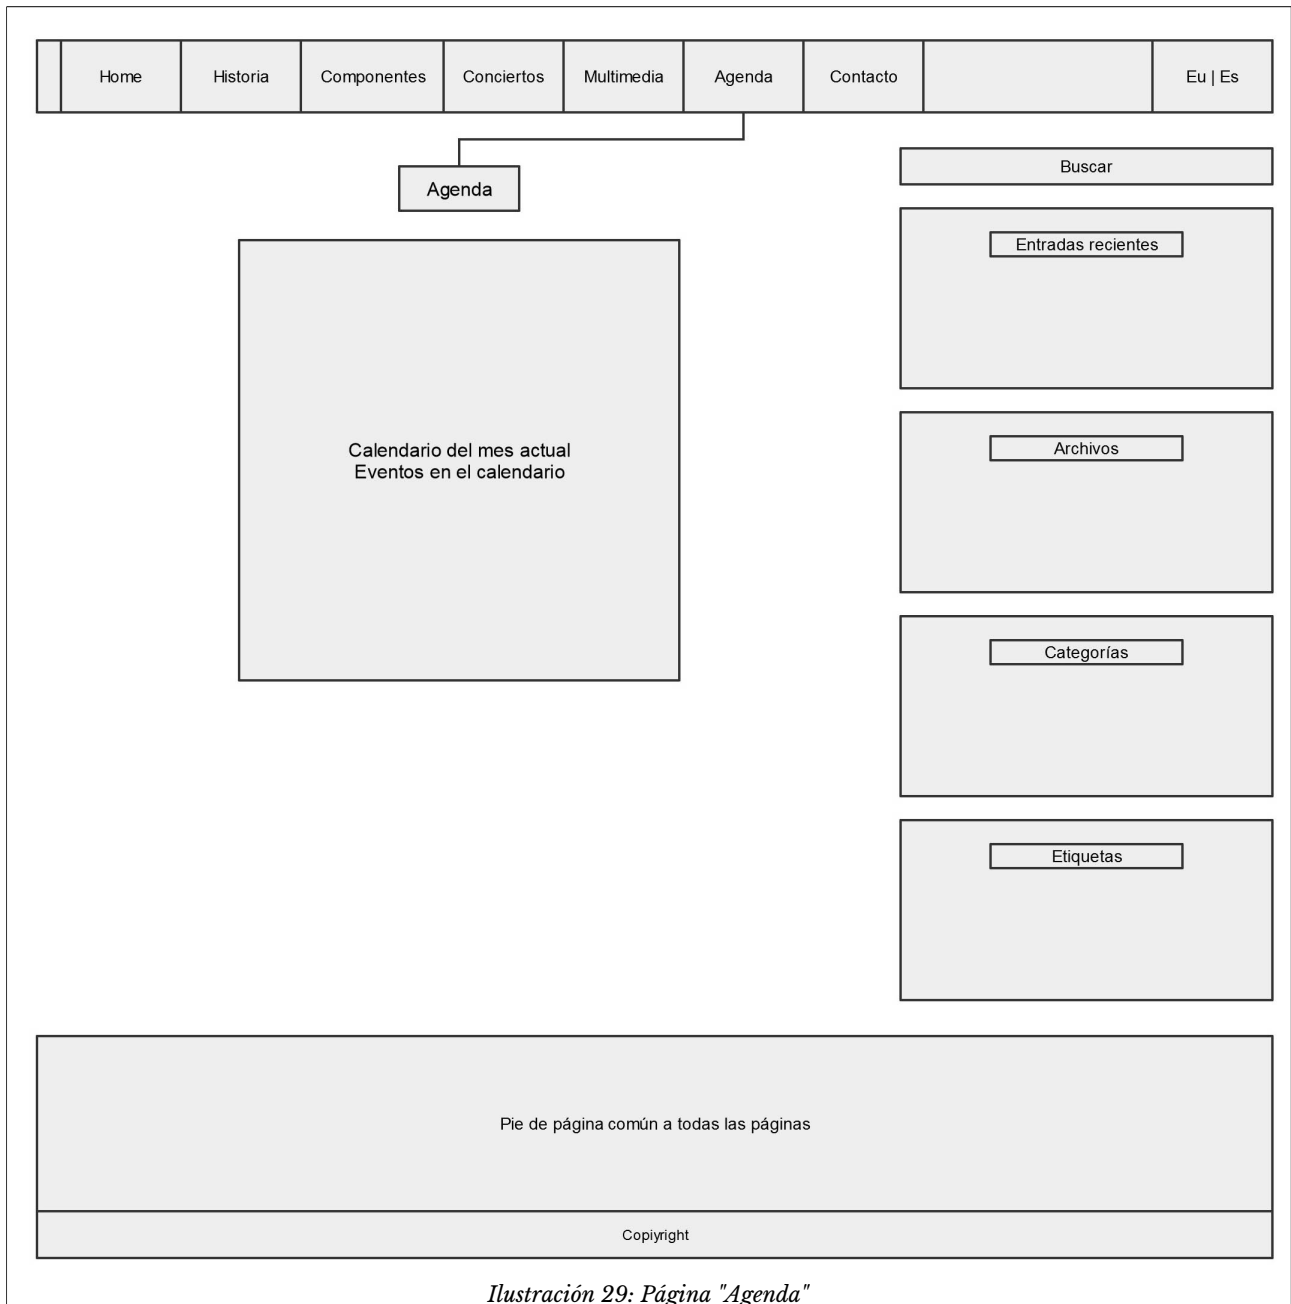 Home
Historia
Componentes
Conciertos
Multimedia
Agenda
Contacto
Eu | Es
Agenda
Calendario del mes actual
Eventos en el calendario
Buscar
Entradas recientes
Archivos
Categorías
Etiquetas
Pie de página común a todas las páginas
Copiyright
Ilustración 29: Página "Agenda"